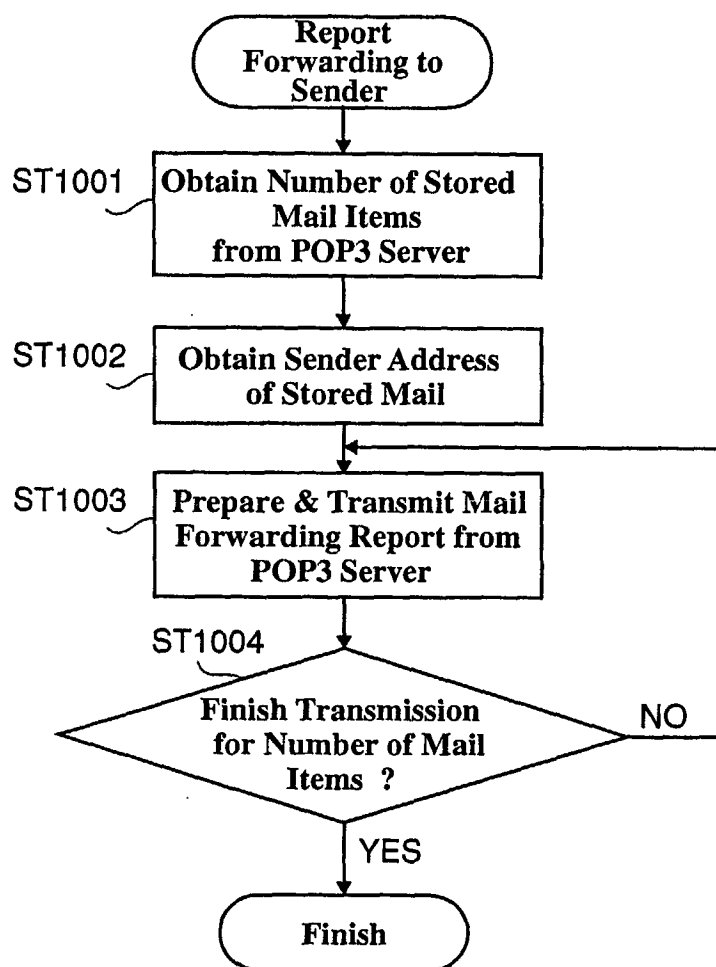 Report
Forwarding to
Sender
ST1001
Obtain Number of Stored
Mail Items
from POP3 Server
ST1002
Obtain Sender Address
of Stored Mail
ST1003
Prepare & Transmit Mail
Forwarding Report from
POP3 Server
ST1004
Finish Transmission
for Number of Mail
Items ?
NO
YES
Finish